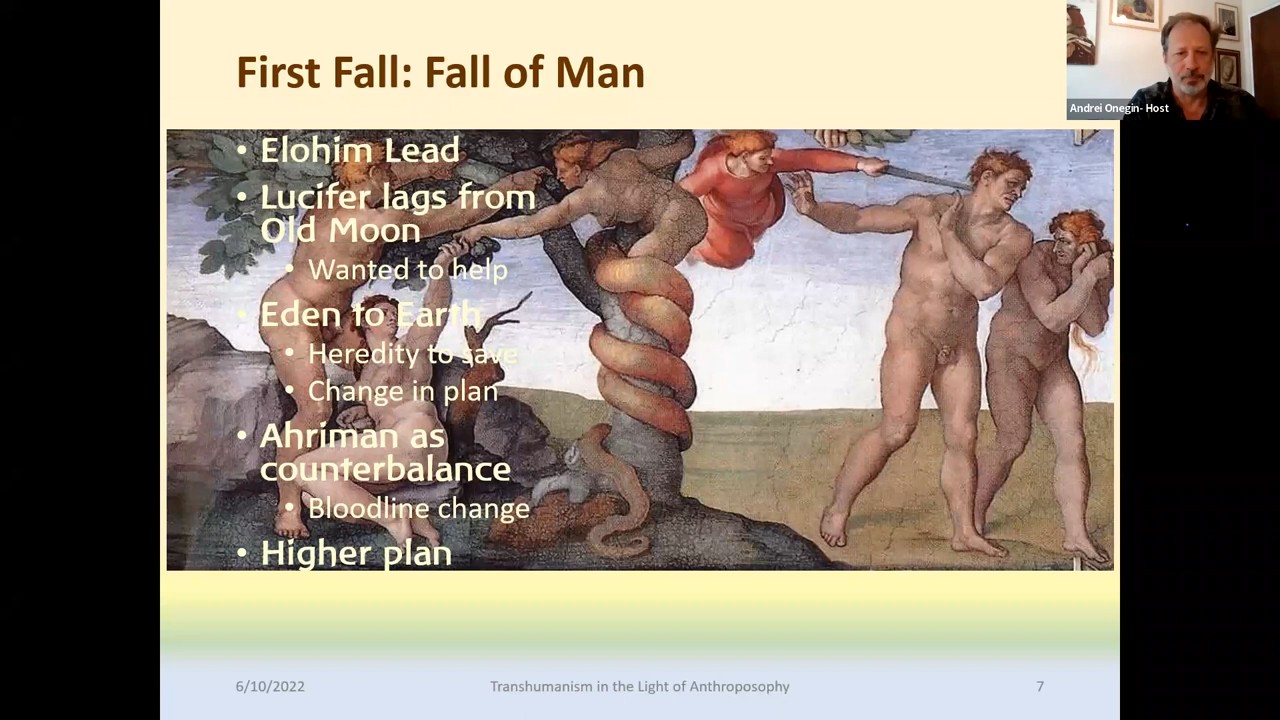 First Fall: Fall of Man
Andrei Onegin- Host
• Elohim Lead
• Lucifer lags from
Old Moon
• Wanted to help
• Eden to Earth
• Heredity to save
• Change in plan
• Ahriman as
counterbalance
• Bloodline change
• Higher plan
6/10/2022
Transhumanism in the Light of Anthroposophy
7